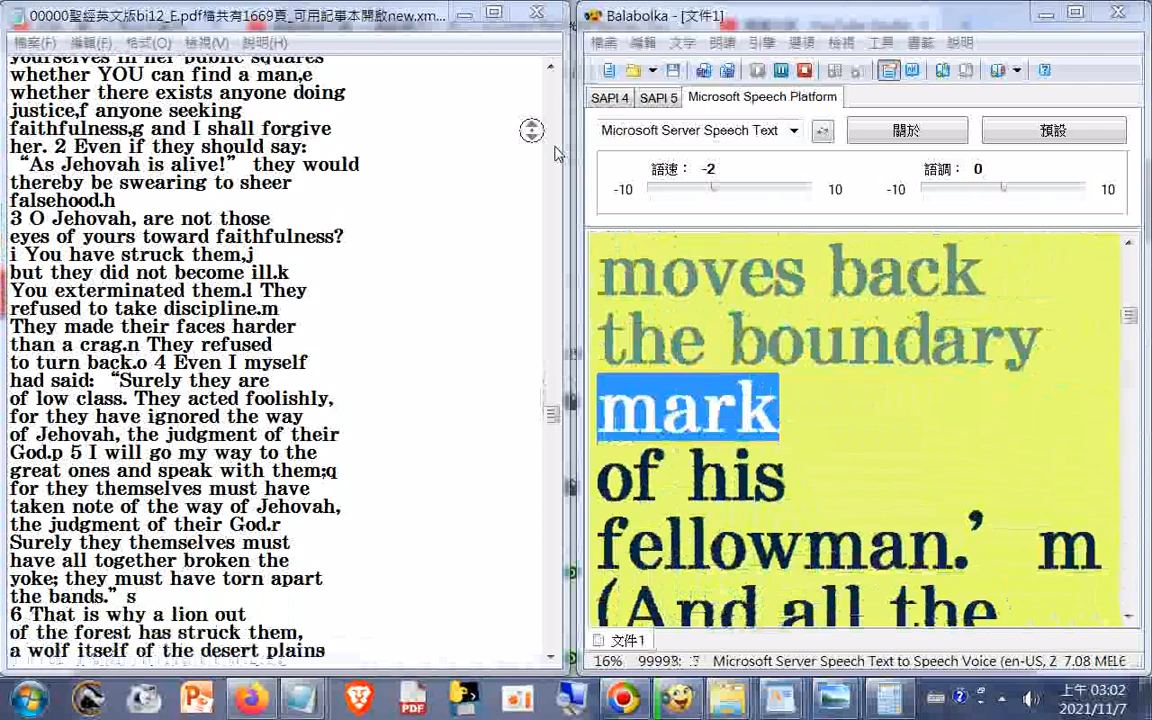 00000聖經英文版bi12_E.pdf檔共有1669頁_可用記事本開啟new.xm...
檔案(F) 編輯(E) 格式(O) 檢視(V) 說明(H)
yourselves in her public squares
whether YOU can find a man,e
whether there exists anyone doing
justice,f anyone seeking
faithfulness,g and I shall forgive
her. 2 Even if they should say:
“As Jehovah is alive!” they would
thereby be swearing to sheer
falsehood.h
3 O Jehovah, are not those
eyes of yours toward faithfulness?
i You have struck them,j
but they did not become ill.k
You exterminated them.l They
refused to take discipline.m
They made their faces harder
than a crag.n They refused
to turn back.o 4 Even I myself
had said: “Surely they are
of low class. They acted foolishly,
for they have ignored the way
of Jehovah, the judgment of their
God.p 5 I will go my way to the
great ones and speak with them;q
for they themselves must have
taken note of the way of Jehovah,
the judgment of their God.r
Surely they themselves must
have all together broken the
yoke; they must have torn apart
the bands.” s
6 That is why a lion out
of the forest has struck them,
a wolf itself of the desert plains
Balabolka - [文件1]
檔案 編輯 文字 朗讀 引擎 選項 檢視 工具 書籤 說明
SAPI 4 SAPI 5 Microsoft Speech Platform
Microsoft Server Speech Text 關於 預設
語速： -2 語調： 0
-10 10 -10 10
moves back
the boundary
mark
of his
fellowman.’ m
(And all the
文件1
16% Microsoft Server Speech Text to Speech Voice (en-US, Z 7.08 MB
PDF
上午 03:02
2021/11/7